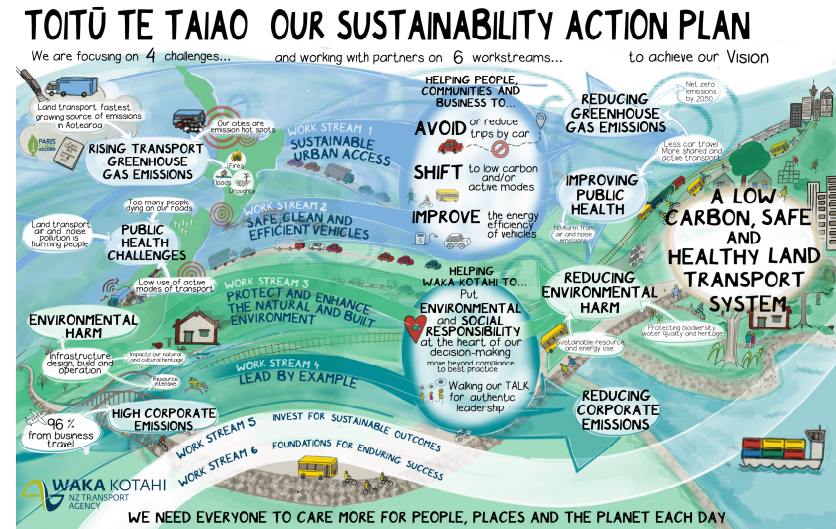 TOITŪ TE TAIAO OUR SUSTAINABILITY ACTION PLAN
We are focusing on 4 challenges...
and working with partners on 6 workstreams...
to achieve our Vision
Land transport fastest
growing source of emissions
in Aotearoa
PARIS
ACCORD
RISING TRANSPORT
GREENHOUSE
GAS EMISSIONS
Our cities are
emission hot spots
Fires
Floods
Droughts
Too many people
dying on our roads
Land transport
air and noise
pollution is
harming people
PUBLIC
HEALTH
CHALLENGES
Low use of active
modes of transport
ENVIRONMENTAL
HARM
Infrastructure
design, build and
operation
Impacts our natural
and cultural heritage
Resource
intensive
HIGH CORPORATE
EMISSIONS
96 %
from business
travel
WORK STREAM 1
SUSTAINABLE
URBAN ACCESS
WORK STREAM 2
SAFE, CLEAN AND
EFFICIENT VEHICLES
WORK STREAM 3
PROTECT AND ENHANCE
THE NATURAL AND BUILT
ENVIRONMENT
WORK STREAM 4
LEAD BY EXAMPLE
WORK STREAM 5
INVEST FOR SUSTAINABLE OUTCOMES
WORK STREAM 6
FOUNDATIONS FOR ENDURING SUCCESS
HELPING PEOPLE,
COMMUNITIES AND
BUSINESS TO...
AVOID or reduce
trips by car
SHIFT to low carbon
and/or
active modes
IMPROVE the energy
efficiency
of vehicles
HELPING
WAKA KOTAHI TO...
Put
ENVIRONMENTAL
and SOCIAL
RESPONSIBILITY
at the heart of our
decision-making
move beyond compliance
to best practice
Walking our TALK
for authentic
leadership
REDUCING
GREENHOUSE
GAS EMISSIONS
Net zero
emissions
by 2050
Less car travel
More shared and
active transport
IMPROVING
PUBLIC
HEALTH
No harm from
air and noise
emissions
REDUCING
ENVIRONMENTAL
HARM
Protecting biodiversity,
water quality and heritage
Sustainable resource
and energy use
REDUCING
CORPORATE
EMISSIONS
A LOW
CARBON, SAFE
AND
HEALTHY LAND
TRANSPORT
SYSTEM
WAKA KOTAHI
NZ TRANSPORT
AGENCY
WE NEED EVERYONE TO CARE MORE FOR PEOPLE, PLACES AND THE PLANET EACH DAY